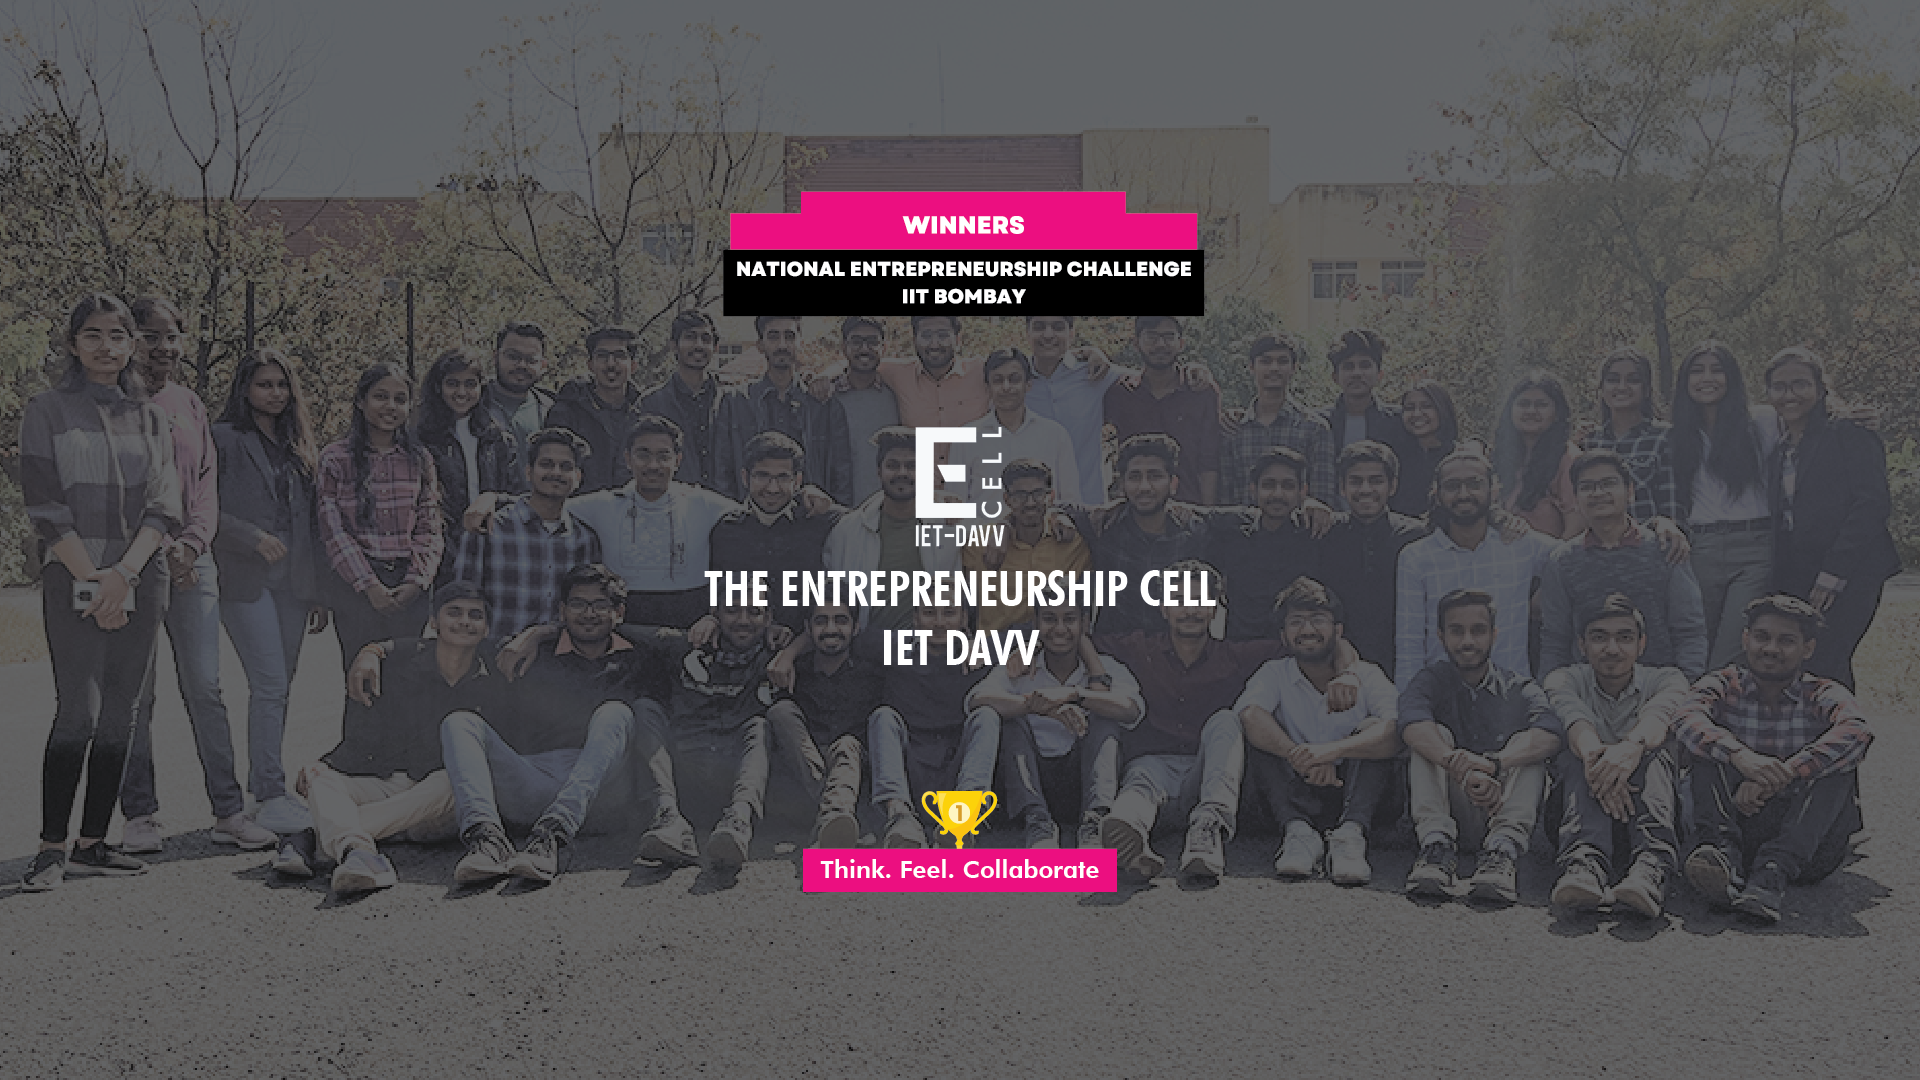 WINNERS
NATIONAL ENTREPRENEURSHIP CHALLENGE
IIT BOMBAY
E CELL
IET-DAVV
THE ENTREPRENEURSHIP CELL
IET DAVV
1
Think. Feel. Collaborate